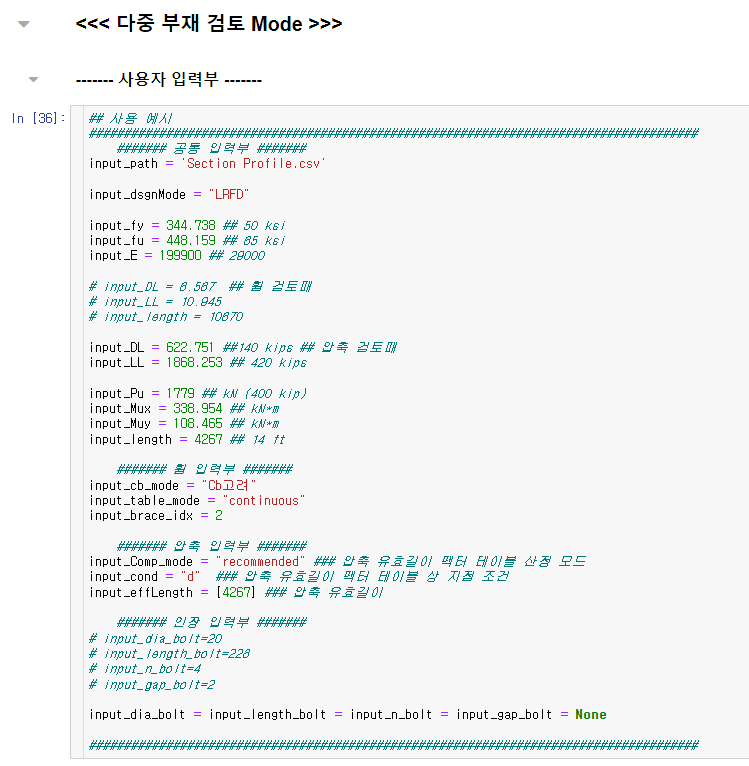 <<< 다중 부재 검토 Mode >>>
------- 사용자 입력부 -------
In [36]:
## 사용 예시
#######################################################################################
####### 공통 입력부 #######
input_path = 'Section Profile.csv'
input_dsgnMode = "LRFD"
input_fy = 344.738 ## 50 ksi
input_fu = 448.159 ## 65 ksi
input_E = 199900 ## 29000
# input_DL = 6.567  ## 휨 검토때
# input_LL = 10.945
# input_length = 10670
input_DL = 622.751 ##140 kips ## 압축 검토때
input_LL = 1868.253 ## 420 kips
input_Pu = 1779 ## kN (400 kip)
input_Mux = 338.954 ## kN*m
input_Muy = 108.465 ## kN*m
input_length = 4267 ## 14 ft
####### 휨 입력부 #######
input_cb_mode = "Cb고려"
input_table_mode = "continuous"
input_brace_idx = 2
####### 압축 입력부 #######
input_Comp_mode = "recommended" ### 압축 유효길이 팩터 테이블 산정 모드
input_cond = "d"  ### 압축 유효길이 팩터 테이블 상 지점 조건
input_effLength = [4267] ### 압축 유효길이
####### 인장 입력부 #######
# input_dia_bolt=20
# input_length_bolt=228
# input_n_bolt=4
# input_gap_bolt=2
input_dia_bolt = input_length_bolt = input_n_bolt = input_gap_bolt = None
#######################################################################################